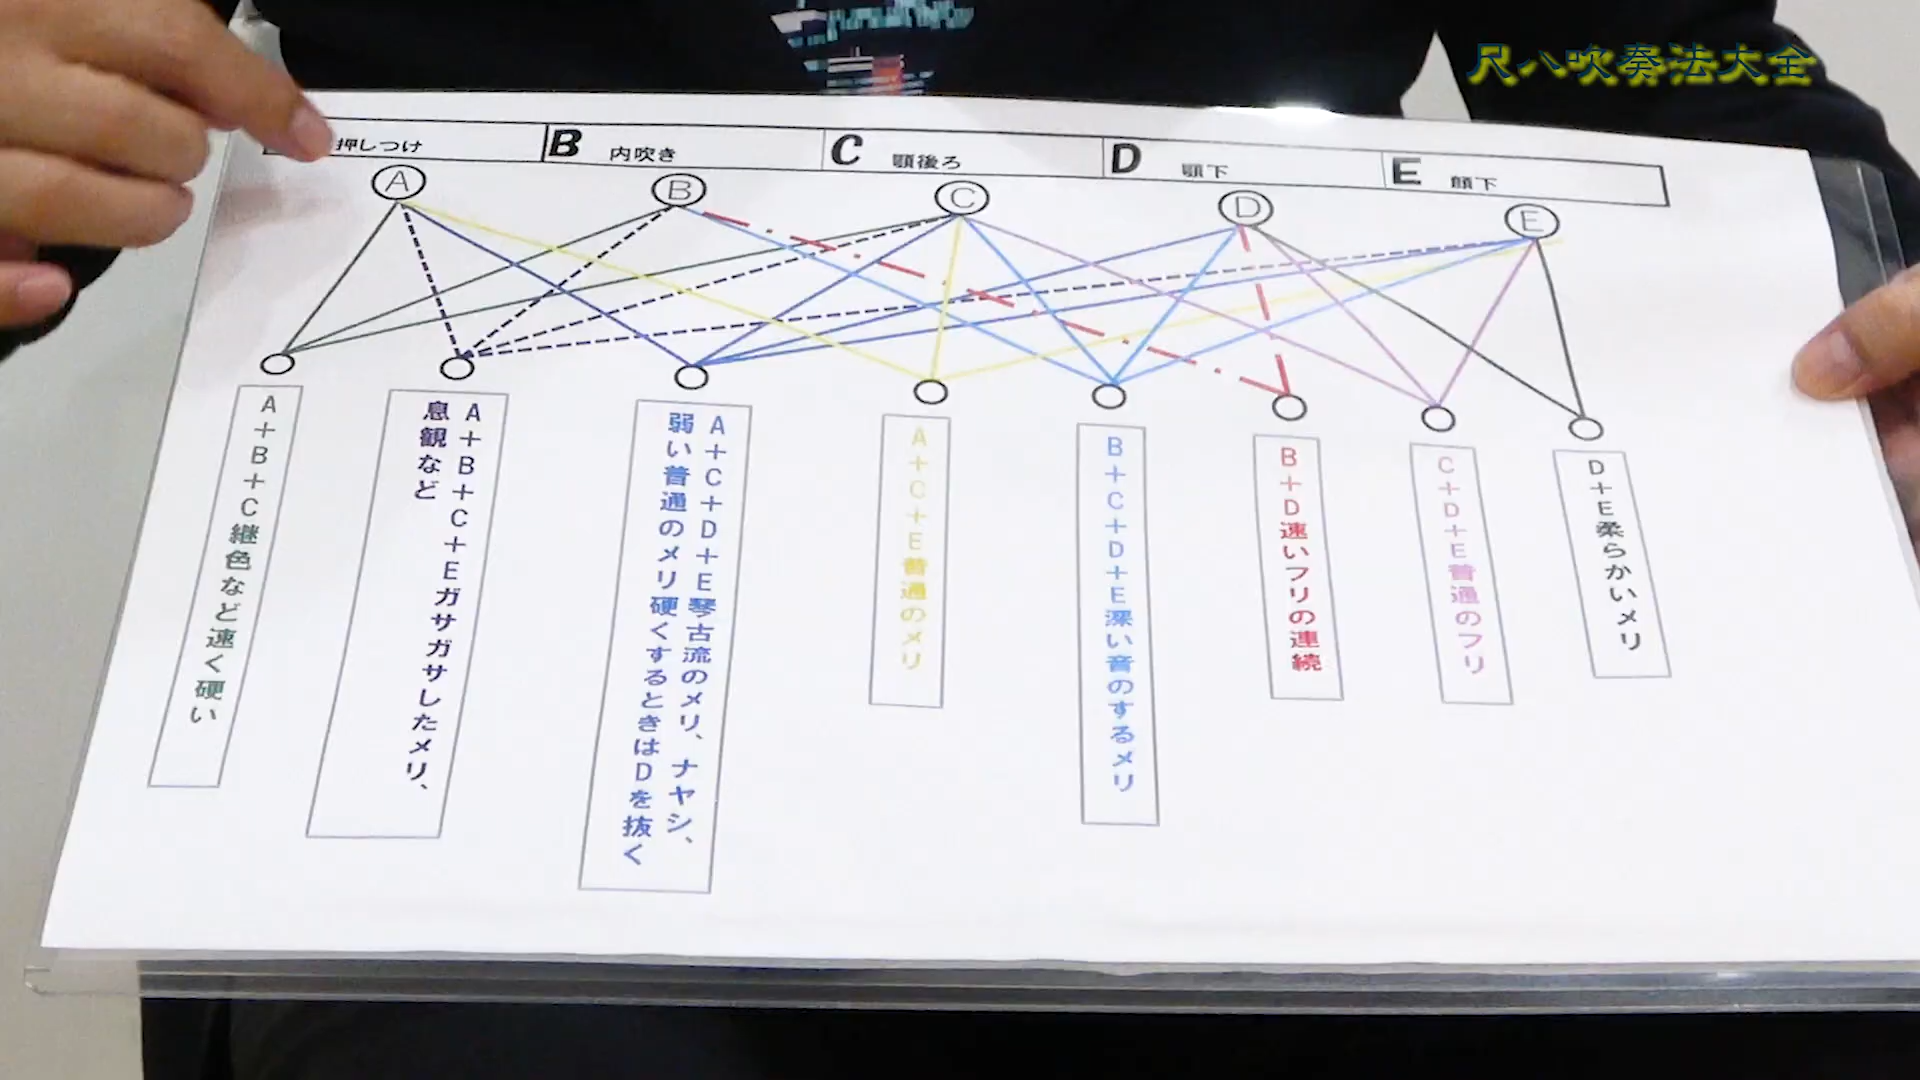 尺八吹奏法大全
押しつけ
B 内吹き
C 顎後ろ
D 顎下
E 顔下
A
B
C
D
E
A+B+C継色など速く硬い
A+B+C+Eガサガサしたメリ、
息観など
A+C+D+E琴古流のメリ、ナヤシ、
弱い普通のメリ硬くするときはDを抜く
A+C+E普通のメリ
B+C+D+E深い音のするメリ
B+D速いフリの連続
C+D+E普通のフリ
D+E柔らかいメリ